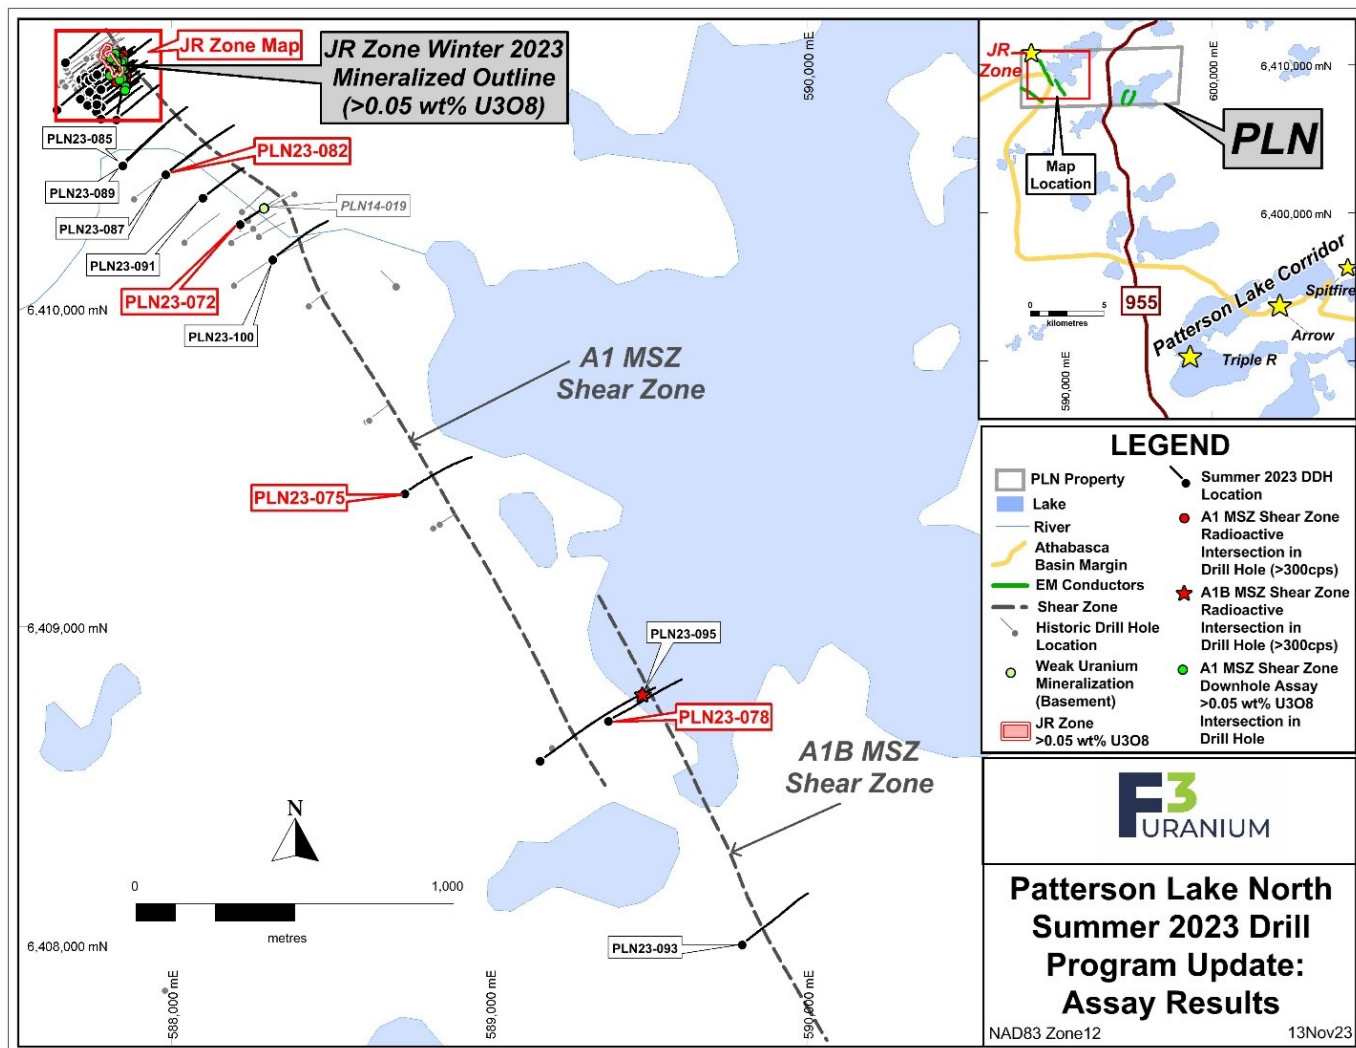 JR Zone Map
JR Zone Winter 2023
Mineralized Outline
(>0.05 wt% U3O8)
PLN23-085
PLN23-082
PLN23-089
PLN23-087
PLN14-019
PLN23-091
PLN23-072
PLN23-100
6,410,000 mN
A1 MSZ
Shear Zone
PLN23-075
6,409,000 mN
PLN23-095
PLN23-078
A1B MSZ
Shear Zone
N
0
1,000
metres
6,408,000 mN
PLN23-093
588,000 mE
589,000 mE
590,000 mE
590,000 mE
JR
Zone
600,000 mE
6,410,000 mN
PLN
Map
Location
6,400,000 mN
Patterson Lake Corridor
Spitfire
955
0
5
kilometres
Arrow
Triple R
590,000 mE
LEGEND
PLN Property
Lake
River
Athabasca
Basin Margin
EM Conductors
Shear Zone
Historic Drill Hole
Location
Weak Uranium
Mineralization
(Basement)
JR Zone
>0.05 wt% U3O8
Summer 2023 DDH
Location
A1 MSZ Shear Zone
Radioactive
Intersection in
Drill Hole (>300cps)
A1B MSZ Shear Zone
Radioactive
Intersection in
Drill Hole (>300cps)
A1 MSZ Shear Zone
Downhole Assay
>0.05 wt% U3O8
Intersection in
Drill Hole
F3
URANIUM
Patterson Lake North
Summer 2023 Drill
Program Update:
Assay Results
NAD83 Zone12
13Nov23